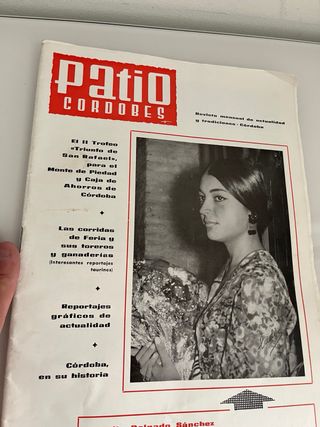 Patio
CORDOBES
Revista mensual de actualidad
y tradiciones - Córdoba
El II Trofeo
«Triunfo de
San Rafael»,
para el
Monte de Piedad
y Caja de
Ahorros de
Córdoba
+
Las corridas
de Feria y
sus toreros
y ganaderías
(Interesantes reportajes
taurinos)
+
Reportajes
gráficos de
actualidad
+
Córdoba,
en su historia
Sánchez